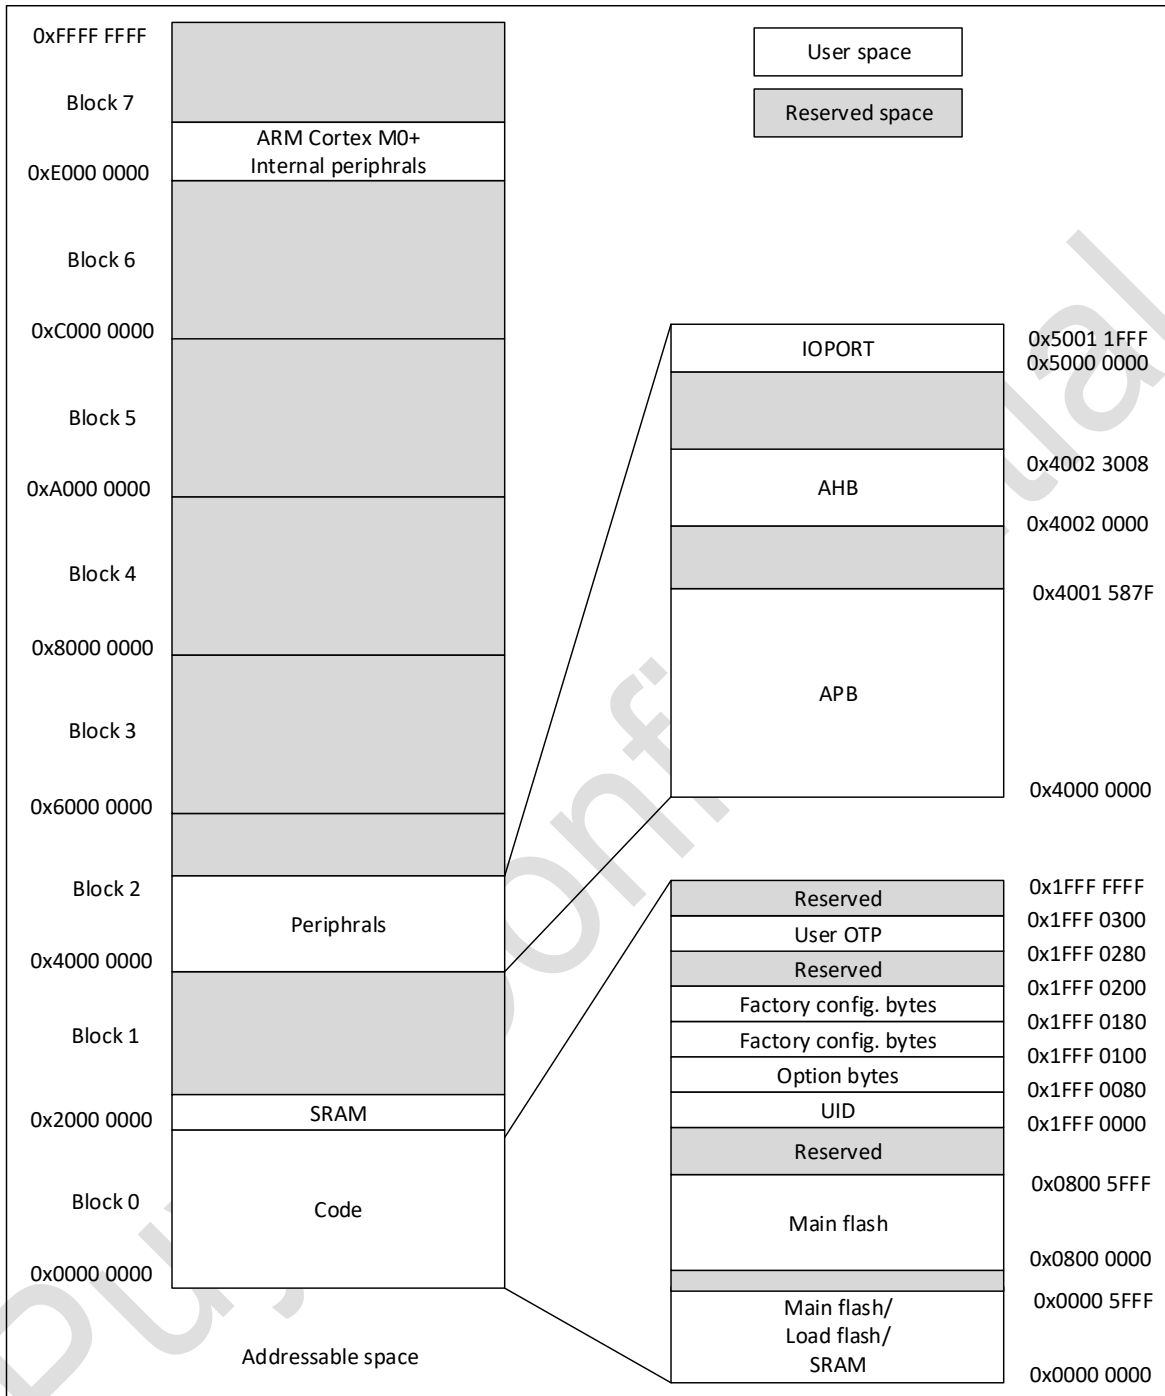 0xFFFF FFFF
Block 7
ARM Cortex M0+
Internal periphrals
0xE000 0000
Block 6
0xC000 0000
Block 5
0xA000 0000
Block 4
0x8000 0000
Block 3
0x6000 0000
Block 2
Periphrals
0x4000 0000
Block 1
SRAM
0x2000 0000
Block 0
Code
0x0000 0000
Addressable space
User space
Reserved space
IOPORT
0x5001 1FFF
0x5000 0000
0x4002 3008
AHB
0x4002 0000
0x4001 587F
APB
0x4000 0000
0x1FFF FFFF
Reserved
0x1FFF 0300
User OTP
0x1FFF 0280
Reserved
0x1FFF 0200
Factory config. bytes
0x1FFF 0180
Factory config. bytes
0x1FFF 0100
Option bytes
0x1FFF 0080
UID
0x1FFF 0000
Reserved
0x0800 5FFF
Main flash
0x0800 0000
0x0000 5FFF
Main flash/
Load flash/
SRAM
0x0000 0000